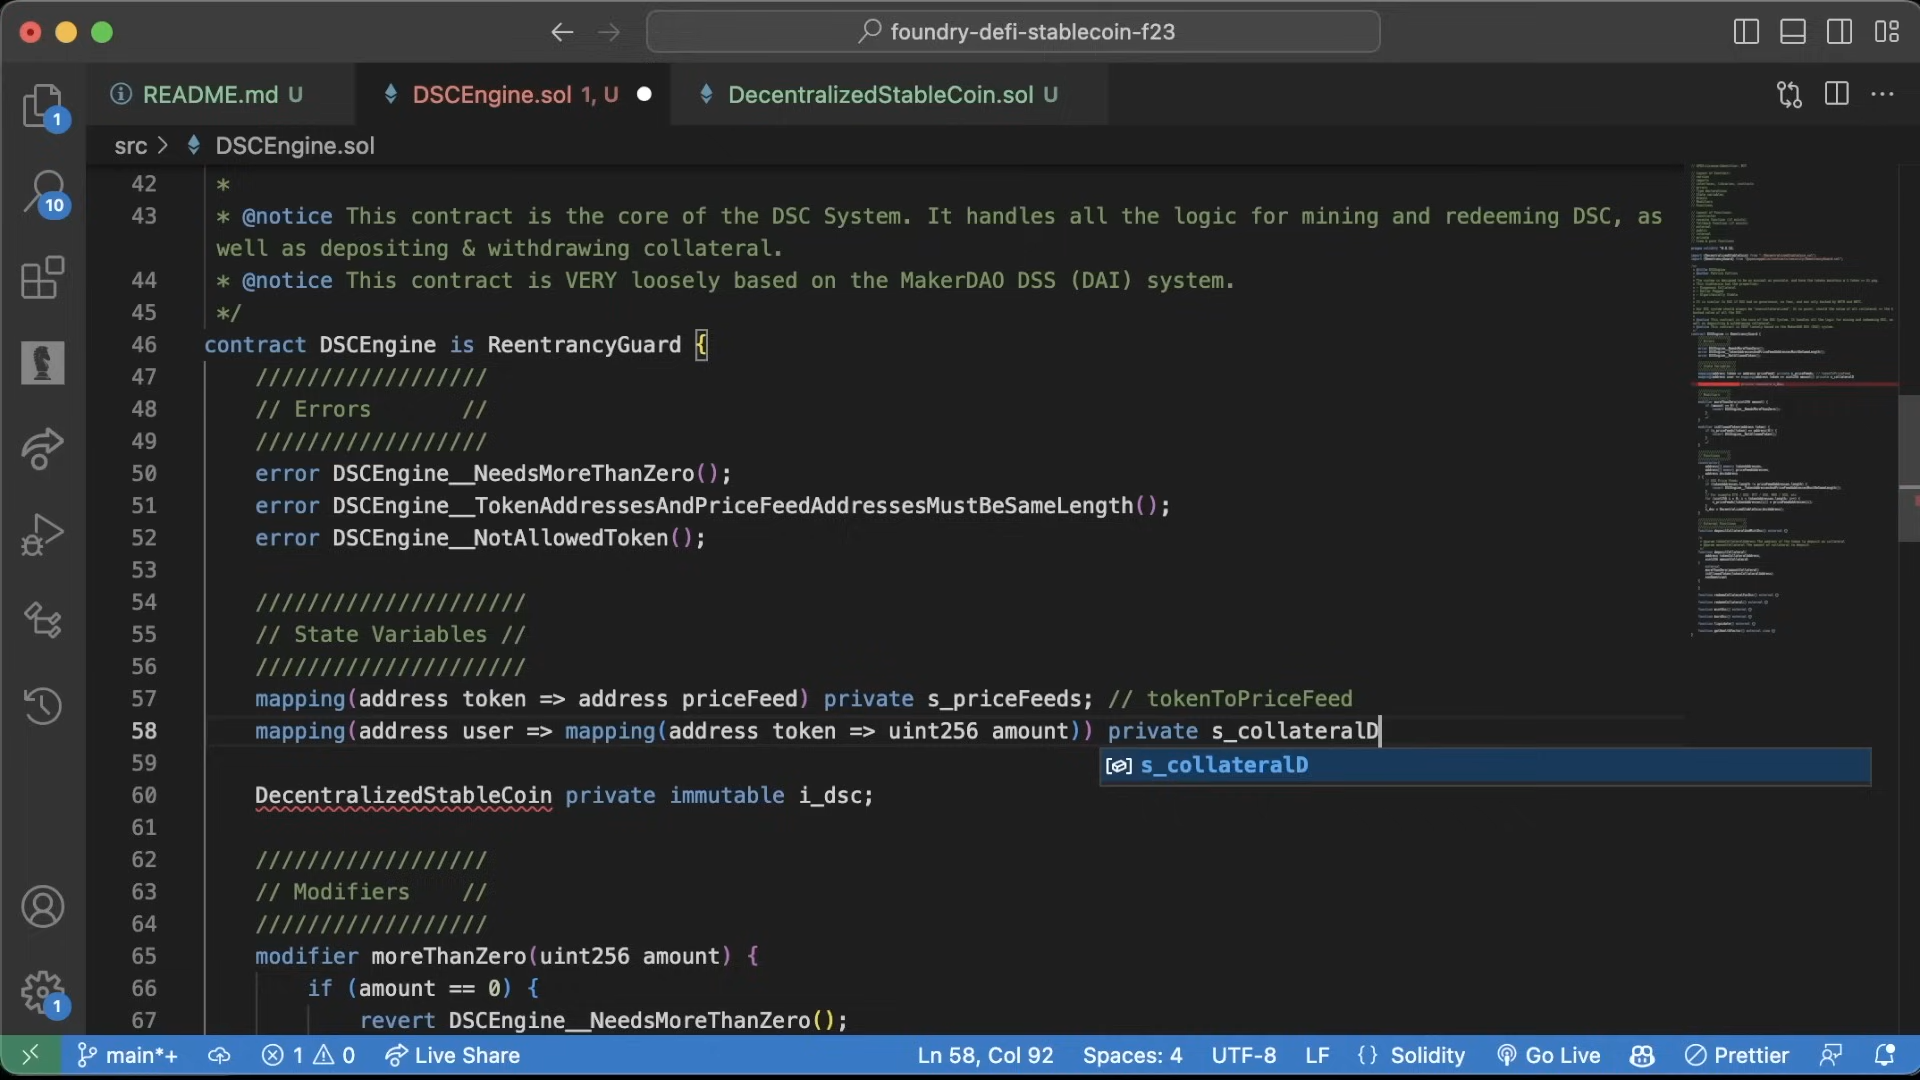 foundry-defi-stablecoin-f23
README.md U
DSCEngine.sol 1, U
DecentralizedStableCoin.sol U
src > DSCEngine.sol
1
10
1
42 *
43 * @notice This contract is the core of the DSC System. It handles all the logic for mining and redeeming DSC, as
well as depositing & withdrawing collateral.
44 * @notice This contract is VERY loosely based on the MakerDAO DSS (DAI) system.
45 */
46 contract DSCEngine is ReentrancyGuard {
47 //////////////////
48 // Errors       //
49 //////////////////
50 error DSCEngine__NeedsMoreThanZero();
51 error DSCEngine__TokenAddressesAndPriceFeedAddressesMustBeSameLength();
52 error DSCEngine__NotAllowedToken();
53
54 /////////////////////
55 // State Variables //
56 /////////////////////
57 mapping(address token => address priceFeed) private s_priceFeeds; // tokenToPriceFeed
58 mapping(address user => mapping(address token => uint256 amount)) private s_collateralD
s_collateralD
59
60 DecentralizedStableCoin private immutable i_dsc;
61
62 //////////////////
63 // Modifiers    //
64 //////////////////
65 modifier moreThanZero(uint256 amount) {
66 if (amount == 0) {
67 revert DSCEngine__NeedsMoreThanZero();
main*+ 1 0 Live Share Ln 58, Col 92 Spaces: 4 UTF-8 LF {} Solidity Go Live Prettier